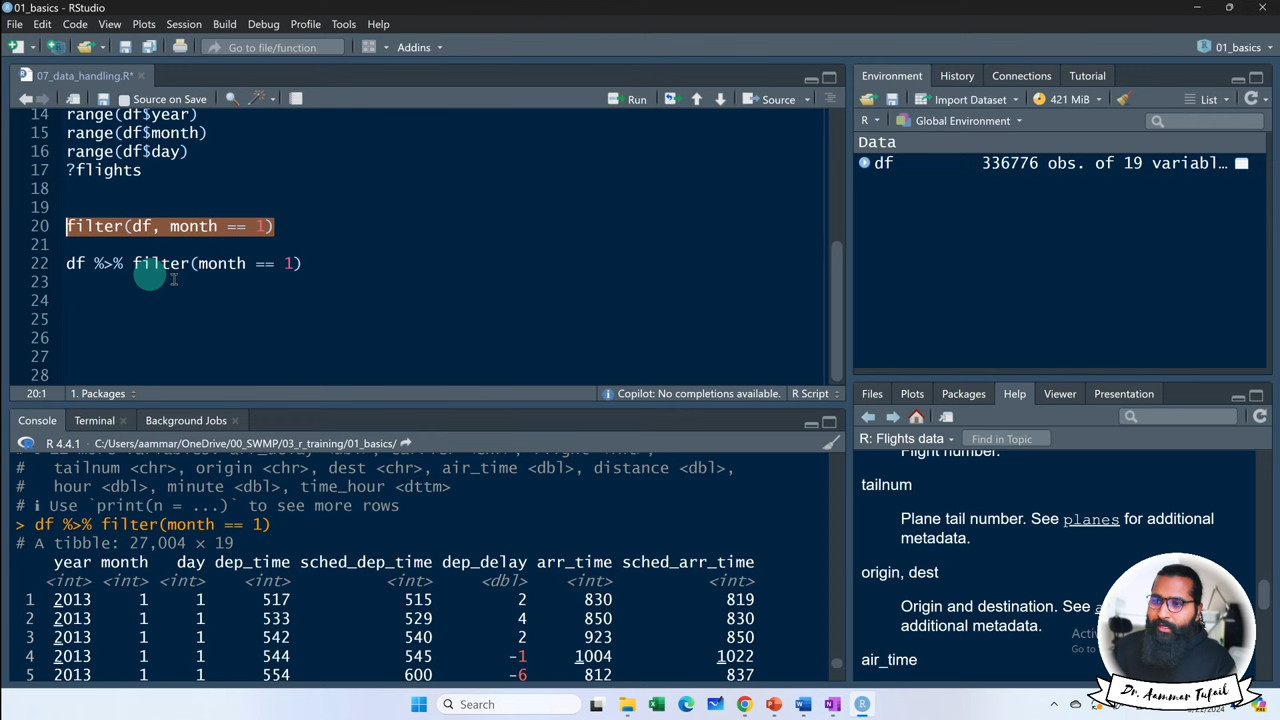 01_basics - RStudio
File Edit Code View Plots Session Build Debug Profile Tools Help
Go to file/function
Addins
01_basics
07_data_handling.R*
Source on Save
Run
Source
14 range(df$year)
15 range(df$month)
16 range(df$day)
17 ?flights
18
19
20 filter(df, month == 1)
21
22 df %>% filter(month == 1)
23
24
25
26
27
28
20:1
1. Packages
Copilot: No completions available.
R Script
Console Terminal Background Jobs
R 4.4.1 · C:/Users/aammar/OneDrive/00_SWMP/03_r_training/01_basics/
# tailnum <chr>, origin <chr>, dest <chr>, air_time <dbl>, distance <dbl>,
# hour <dbl>, minute <dbl>, time_hour <dttm>
# ℹ Use `print(n = ...)` to see more rows
> df %>% filter(month == 1)
# A tibble: 27,004 × 19
year month day dep_time sched_dep_time dep_delay arr_time sched_arr_time
<int> <int> <int> <int> <int> <dbl> <int> <int>
1 2013 1 1 517 515 2 830 819
2 2013 1 1 533 529 4 850 830
3 2013 1 1 542 540 2 923 850
4 2013 1 1 544 545 -1 1004 1022
5 2013 1 1 554 600 -6 812 837
Environment History Connections Tutorial
Import Dataset
421 MiB
List
R
Global Environment
Data
df 336776 obs. of 19 variabl…
Files Plots Packages Help Viewer Presentation
R: Flights data
Find in Topic
Flight number.
tailnum
Plane tail number. See planes for additional
metadata.
origin, dest
Origin and destination. See
additional metadata.
air_time
Dr. Aammar Tufail
Search